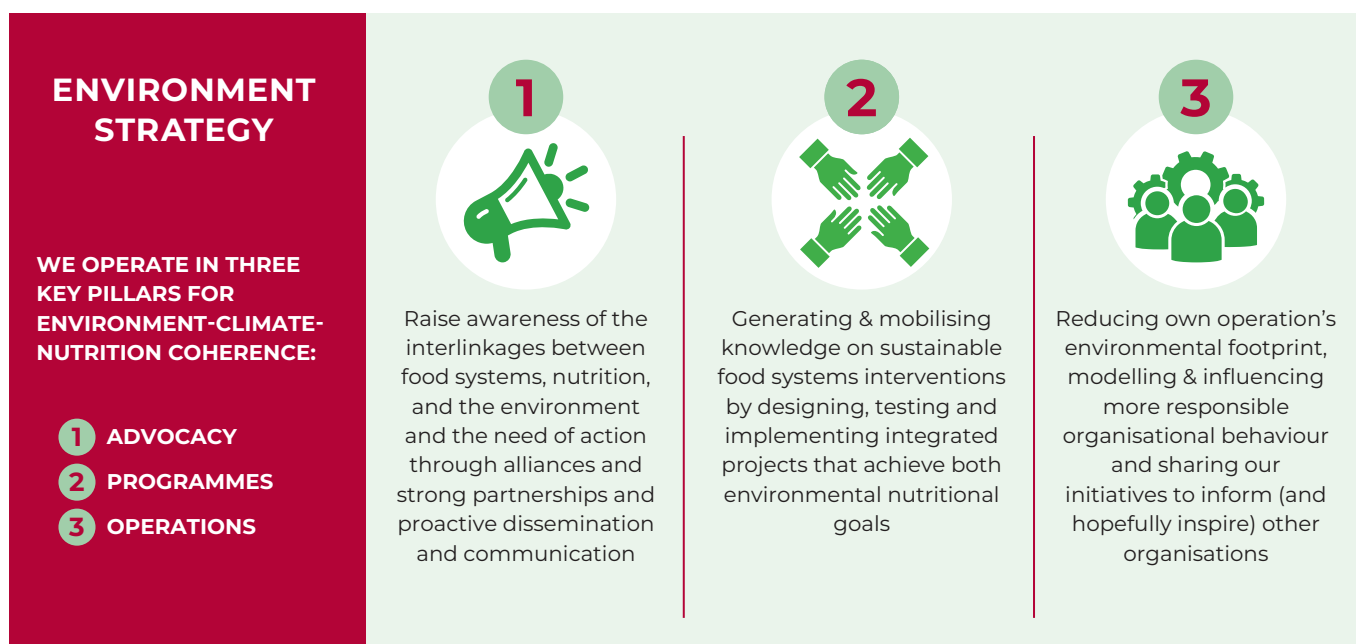 ENVIRONMENT
STRATEGY
WE OPERATE IN THREE
KEY PILLARS FOR
ENVIRONMENT-CLIMATE-
NUTRITION COHERENCE:
1 ADVOCACY
2 PROGRAMMES
3 OPERATIONS
1
Raise awareness of the
interlinkages between
food systems, nutrition,
and the environment
and the need of action
through alliances and
strong partnerships and
proactive dissemination
and communication
2
Generating & mobilising
knowledge on sustainable
food systems interventions
by designing, testing and
implementing integrated
projects that achieve both
environmental nutritional
goals
3
Reducing own operation’s
environmental footprint,
modelling & influencing
more responsible
organisational behaviour
and sharing our
initiatives to inform (and
hopefully inspire) other
organisations